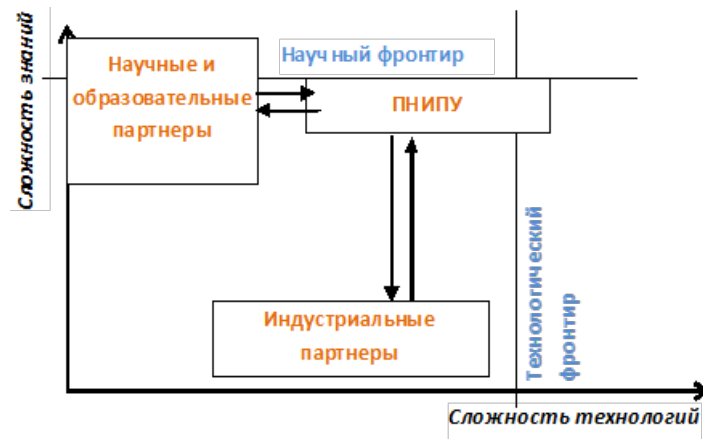 Сложность знаний
Научные и
образовательные
партнеры
Научный фронтир
ПНИПУ
Индустриальные
партнеры
Технологический
фронтир
Сложность технологий